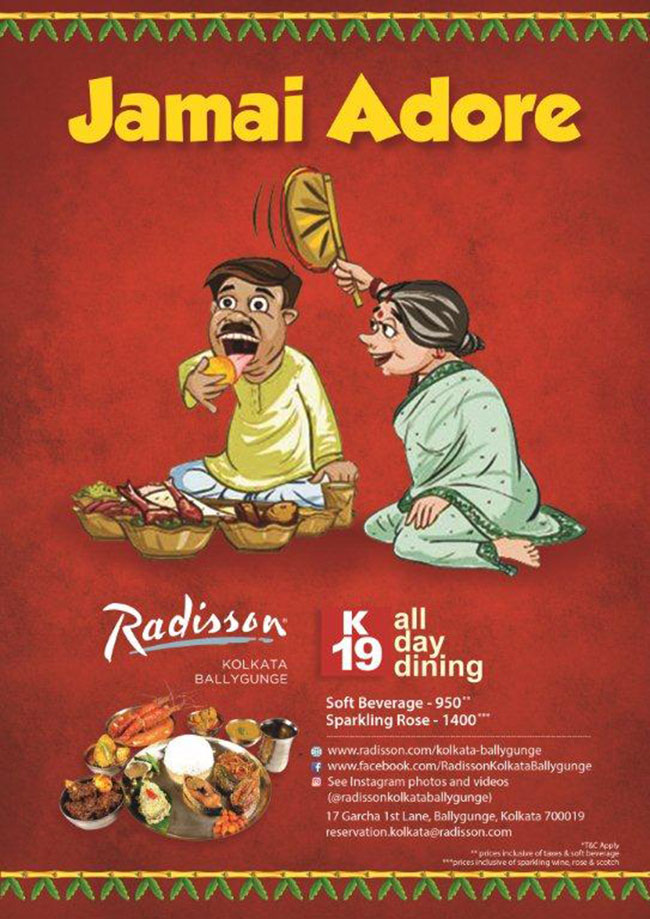 Jamai Adore
Radisson®
KOLKATA
BALLYGUNGE
K
19
all
day
dining
Soft Beverage - 950**
Sparkling Rose - 1400***
www.radisson.com/kolkata-ballygunge
www.facebook.com/RadissonKolkataBallygunge
See Instagram photos and videos
(@radissonkolkataballygunge)
17 Garcha 1st Lane, Ballygunge, Kolkata 700019
reservation.kolkata@radisson.com
*T&C Apply
** prices inclusive of taxes & soft beverage
***prices inclusive of sparkling wine, rose & scotch